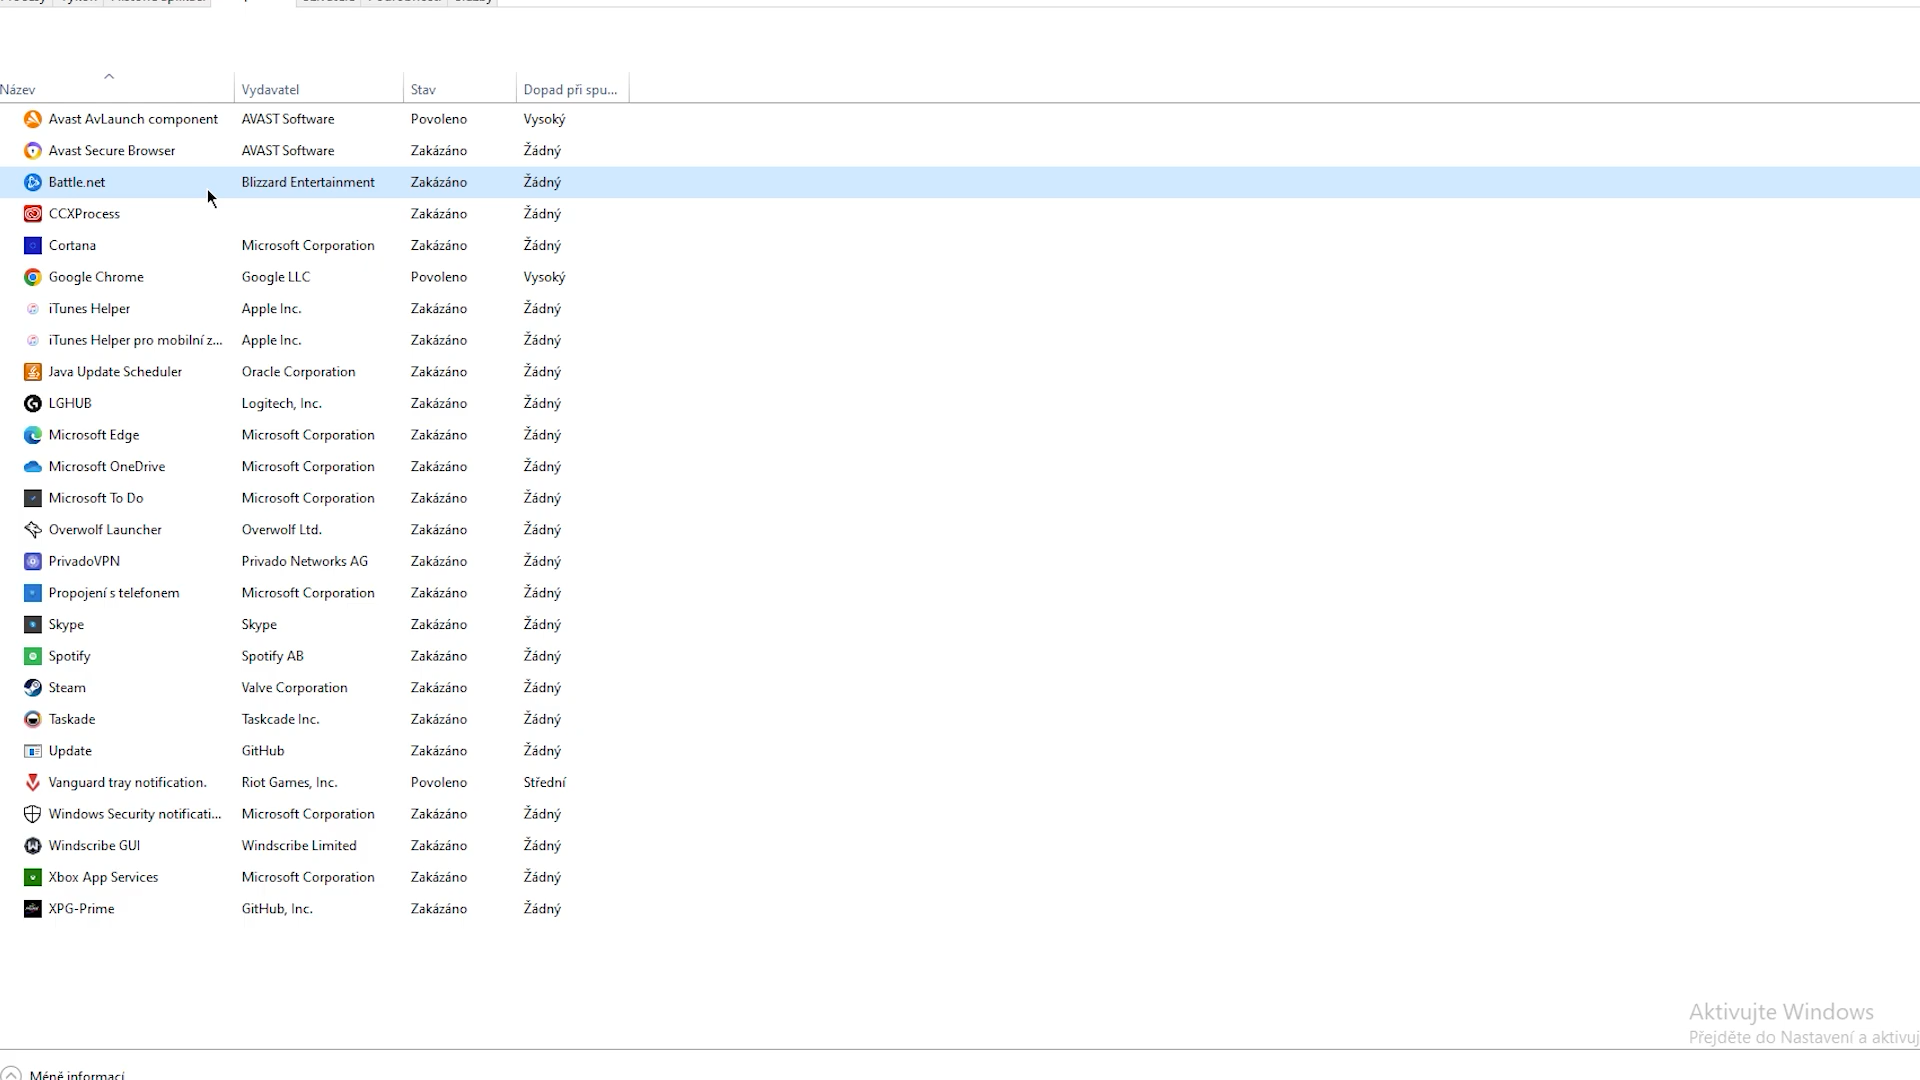 Název Vydavatel Stav Dopad při spu...
Avast AvLaunch component AVAST Software Povoleno Vysoký
Avast Secure Browser AVAST Software Zakázáno Žádný
Battle.net Blizzard Entertainment Zakázáno Žádný
CCXProcess Zakázáno Žádný
Cortana Microsoft Corporation Zakázáno Žádný
Google Chrome Google LLC Povoleno Vysoký
iTunes Helper Apple Inc. Zakázáno Žádný
iTunes Helper pro mobilní z... Apple Inc. Zakázáno Žádný
Java Update Scheduler Oracle Corporation Zakázáno Žádný
LGHUB Logitech, Inc. Zakázáno Žádný
Microsoft Edge Microsoft Corporation Zakázáno Žádný
Microsoft OneDrive Microsoft Corporation Zakázáno Žádný
Microsoft To Do Microsoft Corporation Zakázáno Žádný
Overwolf Launcher Overwolf Ltd. Zakázáno Žádný
PrivadoVPN Privado Networks AG Zakázáno Žádný
Propojení s telefonem Microsoft Corporation Zakázáno Žádný
Skype Skype Zakázáno Žádný
Spotify Spotify AB Zakázáno Žádný
Steam Valve Corporation Zakázáno Žádný
Taskade Taskcade Inc. Zakázáno Žádný
Update GitHub Zakázáno Žádný
Vanguard tray notification. Riot Games, Inc. Povoleno Střední
Windows Security notificati... Microsoft Corporation Zakázáno Žádný
Windscribe GUI Windscribe Limited Zakázáno Žádný
Xbox App Services Microsoft Corporation Zakázáno Žádný
XPG-Prime GitHub, Inc. Zakázáno Žádný
Aktivujte Windows
Přejděte do Nastavení a aktivuj
Méně informací